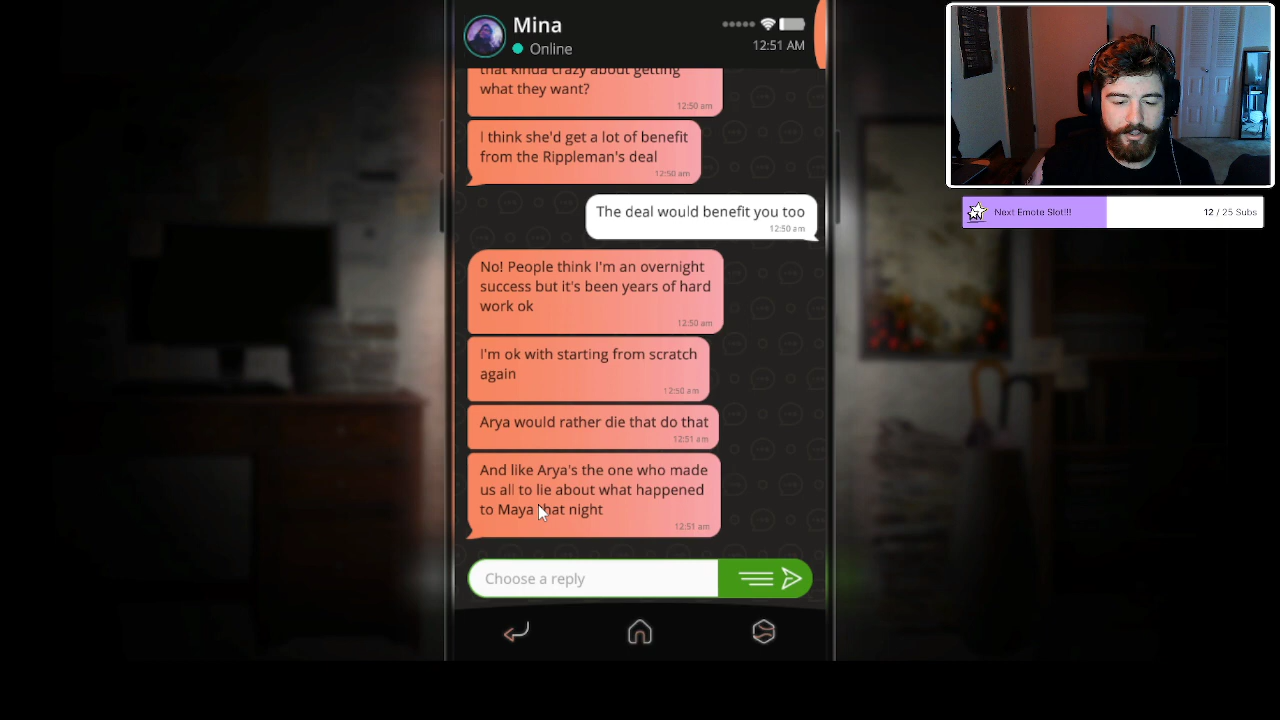 Mina
Online
12:51 AM
that kinda crazy about getting
what they want?
12:50 am
I think she'd get a lot of benefit
from the Rippleman's deal
12:50 am
The deal would benefit you too
12:50 am
No! People think I'm an overnight
success but it's been years of hard
work ok
12:50 am
I'm ok with starting from scratch
again
12:50 am
Arya would rather die that do that
12:51 am
And like Arya's the one who made
us all to lie about what happened
to Maya that night
12:51 am
Choose a reply
Next Emote Slot!!!
12 / 25 Subs